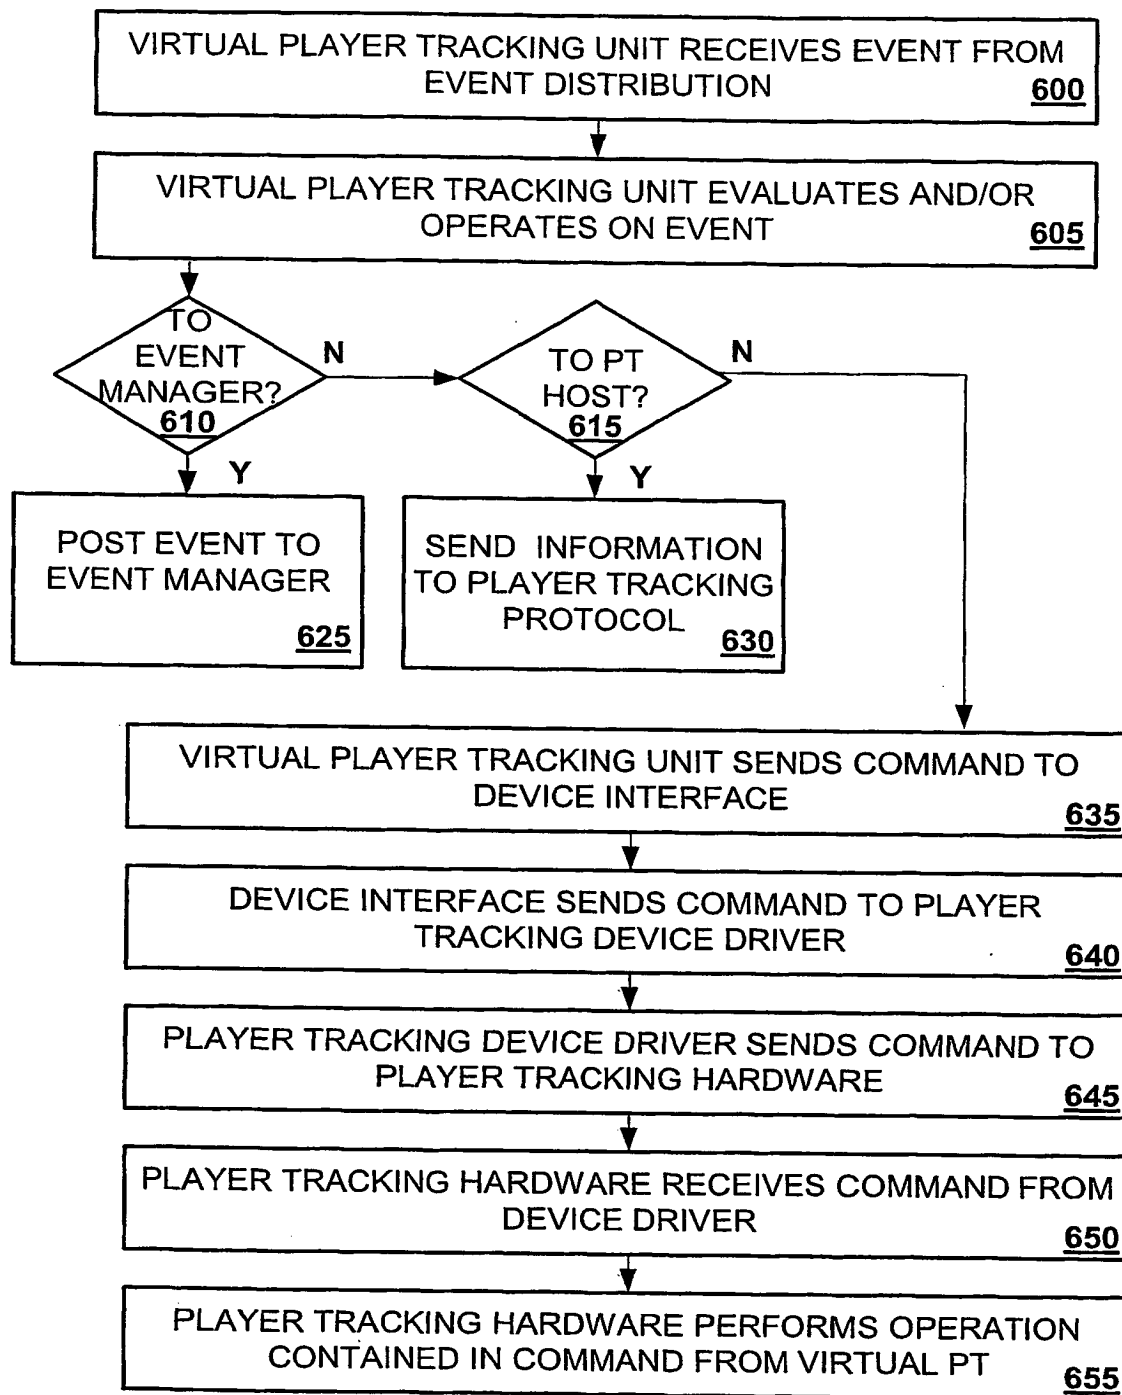 VIRTUAL PLAYER TRACKING UNIT RECEIVES EVENT FROM
EVENT DISTRIBUTION
600
VIRTUAL PLAYER TRACKING UNIT EVALUATES AND/OR
OPERATES ON EVENT
605
TO
EVENT
MANAGER?
610
N
Y
TO PT
HOST?
615
N
Y
POST EVENT TO
EVENT MANAGER
625
SEND INFORMATION
TO PLAYER TRACKING
PROTOCOL
630
VIRTUAL PLAYER TRACKING UNIT SENDS COMMAND TO
DEVICE INTERFACE
635
DEVICE INTERFACE SENDS COMMAND TO PLAYER
TRACKING DEVICE DRIVER
640
PLAYER TRACKING DEVICE DRIVER SENDS COMMAND TO
PLAYER TRACKING HARDWARE
645
PLAYER TRACKING HARDWARE RECEIVES COMMAND FROM
DEVICE DRIVER
650
PLAYER TRACKING HARDWARE PERFORMS OPERATION
CONTAINED IN COMMAND FROM VIRTUAL PT
655